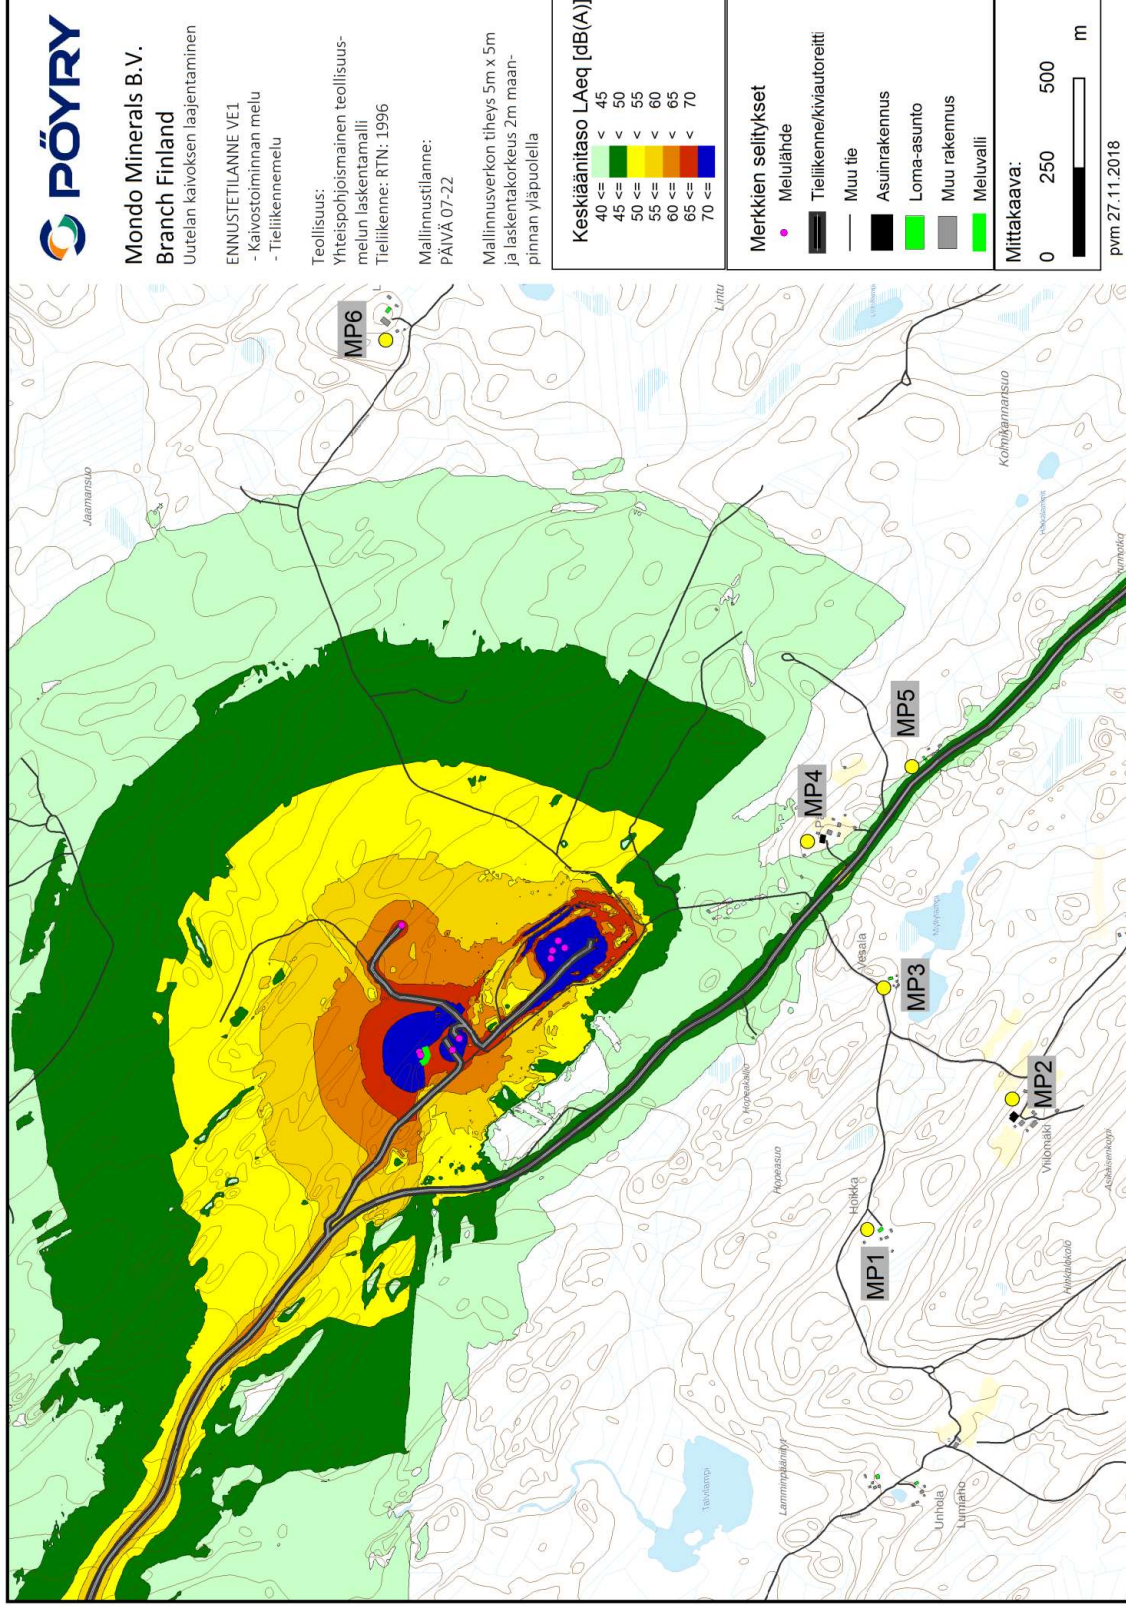 PÖYRY
Mondo Minerals B.V.
Branch Finland
Uutelan kaivoksen laajentaminen
ENNUSTETILANNE VE1
- Kaivostoiminnan melu
- Tieliikennemelu
Teollisuus:
Yhteispohjoismainen teollisuus-
melun laskentamalli
Tieliikenne: RTN: 1996
Mallinnustilanne:
PÄIVÄ 07-22
Mallinnusverkon tiheys 5m x 5m
ja laskentakorkeus 2m maan-
pinnan yläpuolella
Keskiäänitaso LAeq [dB(A)]
40 <= < 45
45 <= < 50
50 <= < 55
55 <= < 60
60 <= < 65
65 <= < 70
70 <=
Merkkien selitykset
Melulähde
Tieliikenne/kiviautoreitti
Muu tie
Asuinrakennus
Loma-asunto
Muu rakennus
Meluvalli
Mittakaava:
0 250 500
m
pvm 27.11.2018
MP6
MP5
MP4
MP3
MP2
MP1
Jaamansuo
Lintu
Kolmikannansuo
Vesala
Hopeakallio
Hopeasuo
Hoikka
Viilomäki
Talvilampi
Unhola
Lumiaho